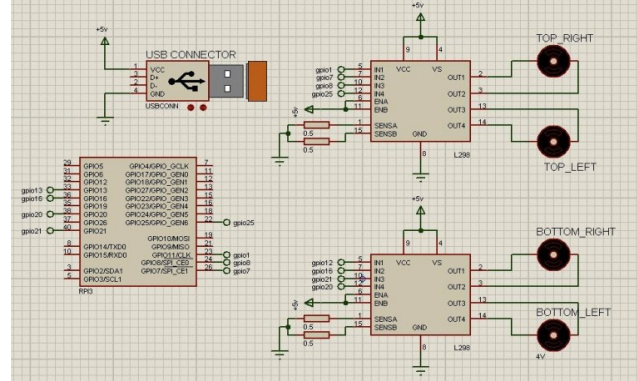 +5v
USB CONNECTOR
1 VCC
2 D+
3 D-
4 GND
USBCONN
29 GPIO5 GPIO4/GPIO_GCLK 7
31 GPIO6 GPIO17/GPIO_GEN0 11
32 GPIO12 GPIO18/GPIO_GEN1 12
gpio13 33 GPIO13 GPIO27/GPIO_GEN2 13
gpio16 36 GPIO16 GPIO22/GPIO_GEN3 15
35 GPIO19 GPIO23/GPIO_GEN4 16
gpio20 38 GPIO20 GPIO24/GPIO_GEN5 18
37 GPIO26 GPIO25/GPIO_GEN6 22 gpio25
gpio21 40 GPIO21
GPIO10/MOSI 19
8 GPIO14/TXD0 GPIO9/MISO 21
10 GPIO15/RXD0 GPIO11/CLK 23 gpio1
GPIO8/SPI_CE0 24 gpio8
3 GPIO2/SDA1 GPIO7/SPI_CE1 26 gpio7
5 GPIO3/SCL1
RPI3
+5v
9 4
VCC VS
gpio1 5 IN1
gpio7 7 IN2 OUT1 2
gpio8 10 IN3 OUT2 3
gpio25 12 IN4 OUT3 13
6 ENA OUT4 14
+5v 11 ENB
1 SENSA
0.5 15 SENSB GND
0.5
8 L298
TOP_RIGHT
TOP_LEFT
+5v
9 4
VCC VS
gpio12 5 IN1
gpio16 7 IN2 OUT1 2
gpio21 10 IN3 OUT2 3
gpio20 12 IN4 OUT3 13
6 ENA OUT4 14
+5v 11 ENB
1 SENSA
0.5 15 SENSB GND
0.5
8 L298
BOTTOM_RIGHT
BOTTOM_LEFT
4V